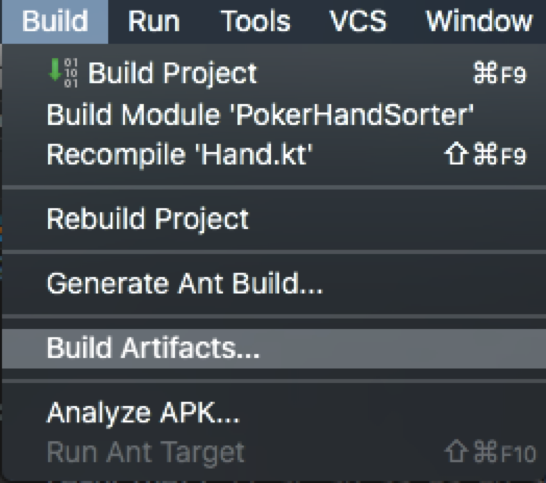 Build Run Tools VCS Window
Build Project ⌘F9
Build Module 'PokerHandSorter'
Recompile 'Hand.kt' ⇧⌘F9
Rebuild Project
Generate Ant Build...
Build Artifacts...
Analyze APK...
Run Ant Target ⇧⌘F10